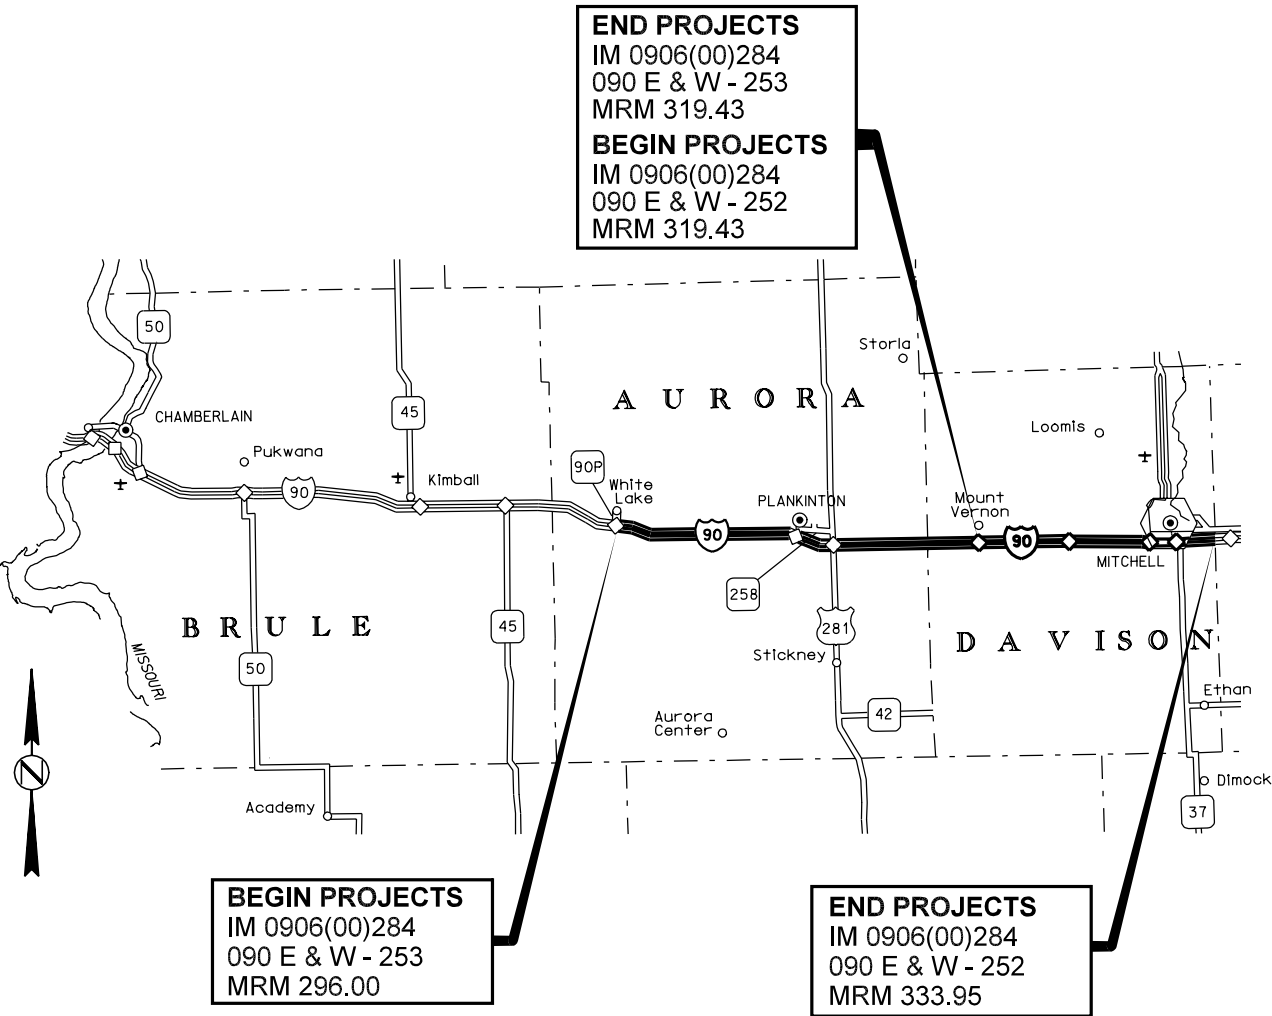 END PROJECTS
IM 0906(00)284
090 E & W - 253
MRM 319.43
BEGIN PROJECTS
IM 0906(00)284
090 E & W - 252
MRM 319.43
50
Storla
A U R O R A
CHAMBERLAIN
45
Loomis
Pukwana
90P
Kimball
90
White
Lake
PLANKINTON
Mount
Vernon
90
90
MITCHELL
258
B R U L E
45
281
D A V I S O N
MISSOURI
50
Stickney
Ethan
42
Aurora
Center
N
Dimock
Academy
37
BEGIN PROJECTS
IM 0906(00)284
090 E & W - 253
MRM 296.00
END PROJECTS
IM 0906(00)284
090 E & W - 252
MRM 333.95